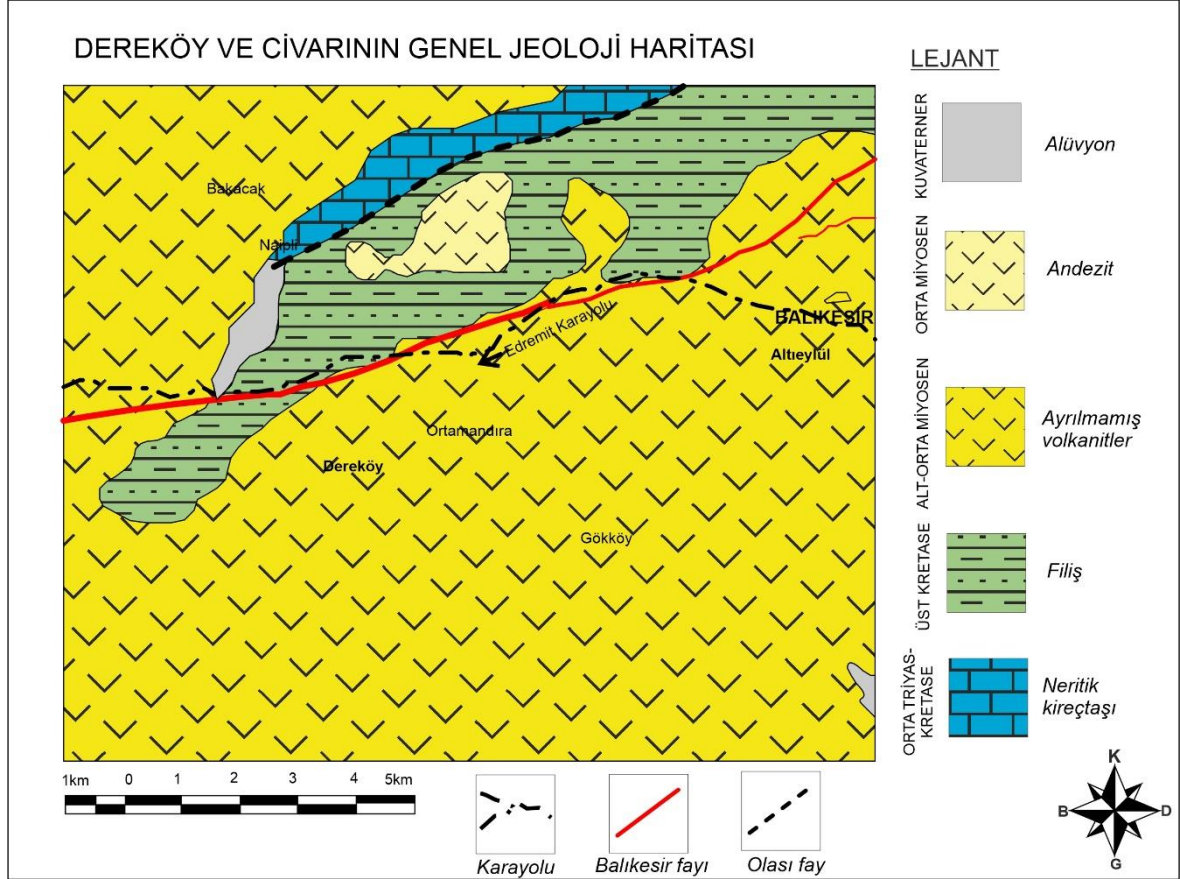 DEREKÖY VE CİVARININ GENEL JEOLOJİ HARİTASI
LEJANT
KUVATERNER
Alüvyon
ORTA MİYOSEN
Andezit
ALT-ORTA MİYOSEN
Ayrılmamış
volkanitler
ÜST KRETASE
Filiş
ORTA TRİYAS-
KRETASE
Neritik
kireçtaşı
Bakacak
Naipli
Edremit Karayolu
BALIKESİR
Altıeylül
Ortamandıra
Dereköy
Gökköy
1km 0 1 2 3 4 5km
Karayolu
Balıkesir fayı
Olası fay
K
B
D
G